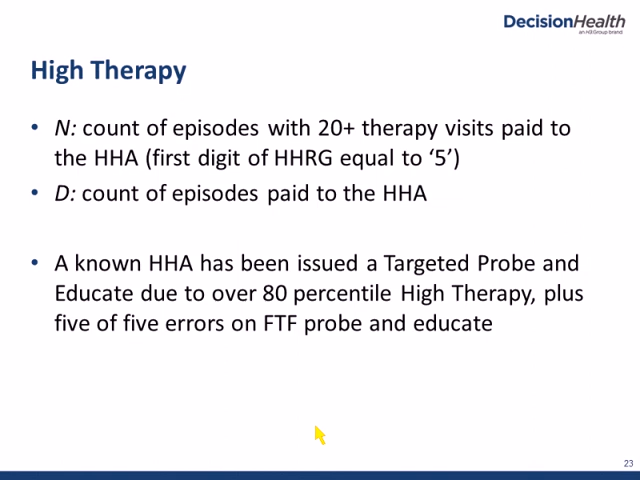 DecisionHealth
an H3.Group brand
High Therapy
• N: count of episodes with 20+ therapy visits paid to
the HHA (first digit of HHRG equal to ‘5’)
• D: count of episodes paid to the HHA
• A known HHA has been issued a Targeted Probe and
Educate due to over 80 percentile High Therapy, plus
five of five errors on FTF probe and educate
23